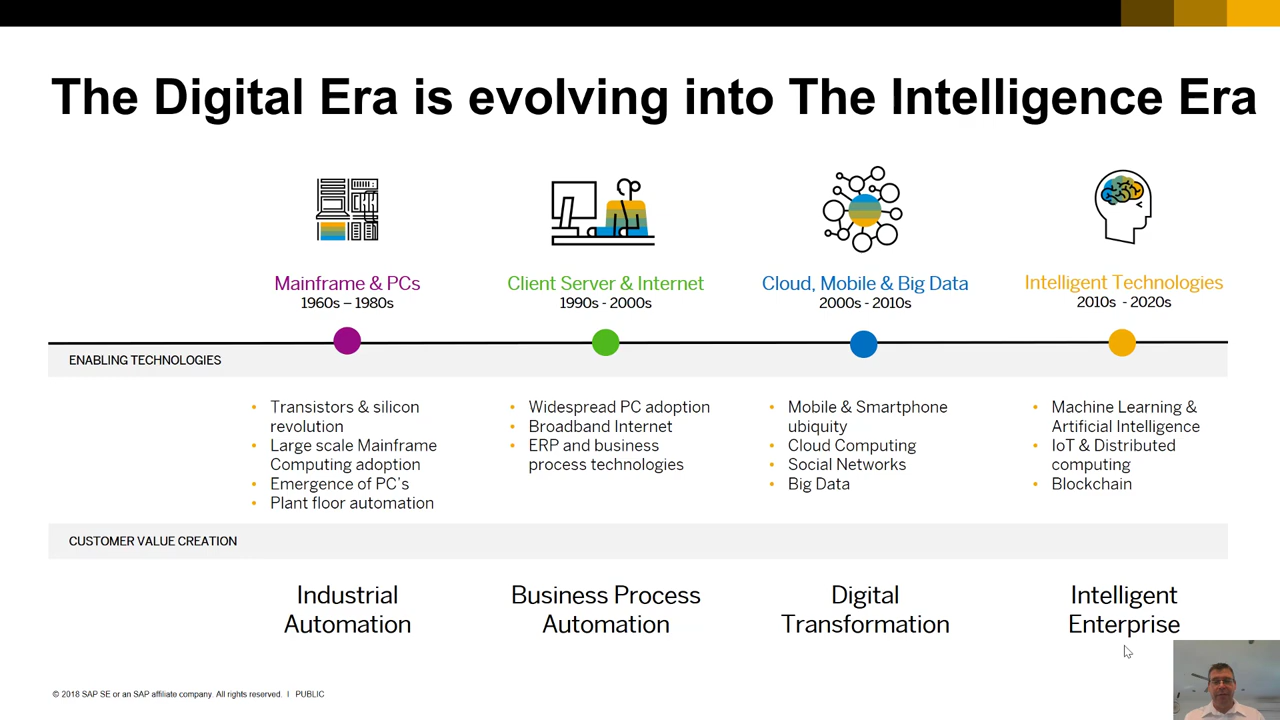 The Digital Era is evolving into The Intelligence Era
Mainframe & PCs
1960s – 1980s
Client Server & Internet
1990s - 2000s
Cloud, Mobile & Big Data
2000s - 2010s
Intelligent Technologies
2010s - 2020s
ENABLING TECHNOLOGIES
• Transistors & silicon
revolution
• Large scale Mainframe
Computing adoption
• Emergence of PC's
• Plant floor automation
• Widespread PC adoption
• Broadband Internet
• ERP and business
process technologies
• Mobile & Smartphone
ubiquity
• Cloud Computing
• Social Networks
• Big Data
• Machine Learning &
Artificial Intelligence
• IoT & Distributed
computing
• Blockchain
CUSTOMER VALUE CREATION
Industrial
Automation
Business Process
Automation
Digital
Transformation
Intelligent
Enterprise
© 2018 SAP SE or an SAP affiliate company. All rights reserved. I PUBLIC